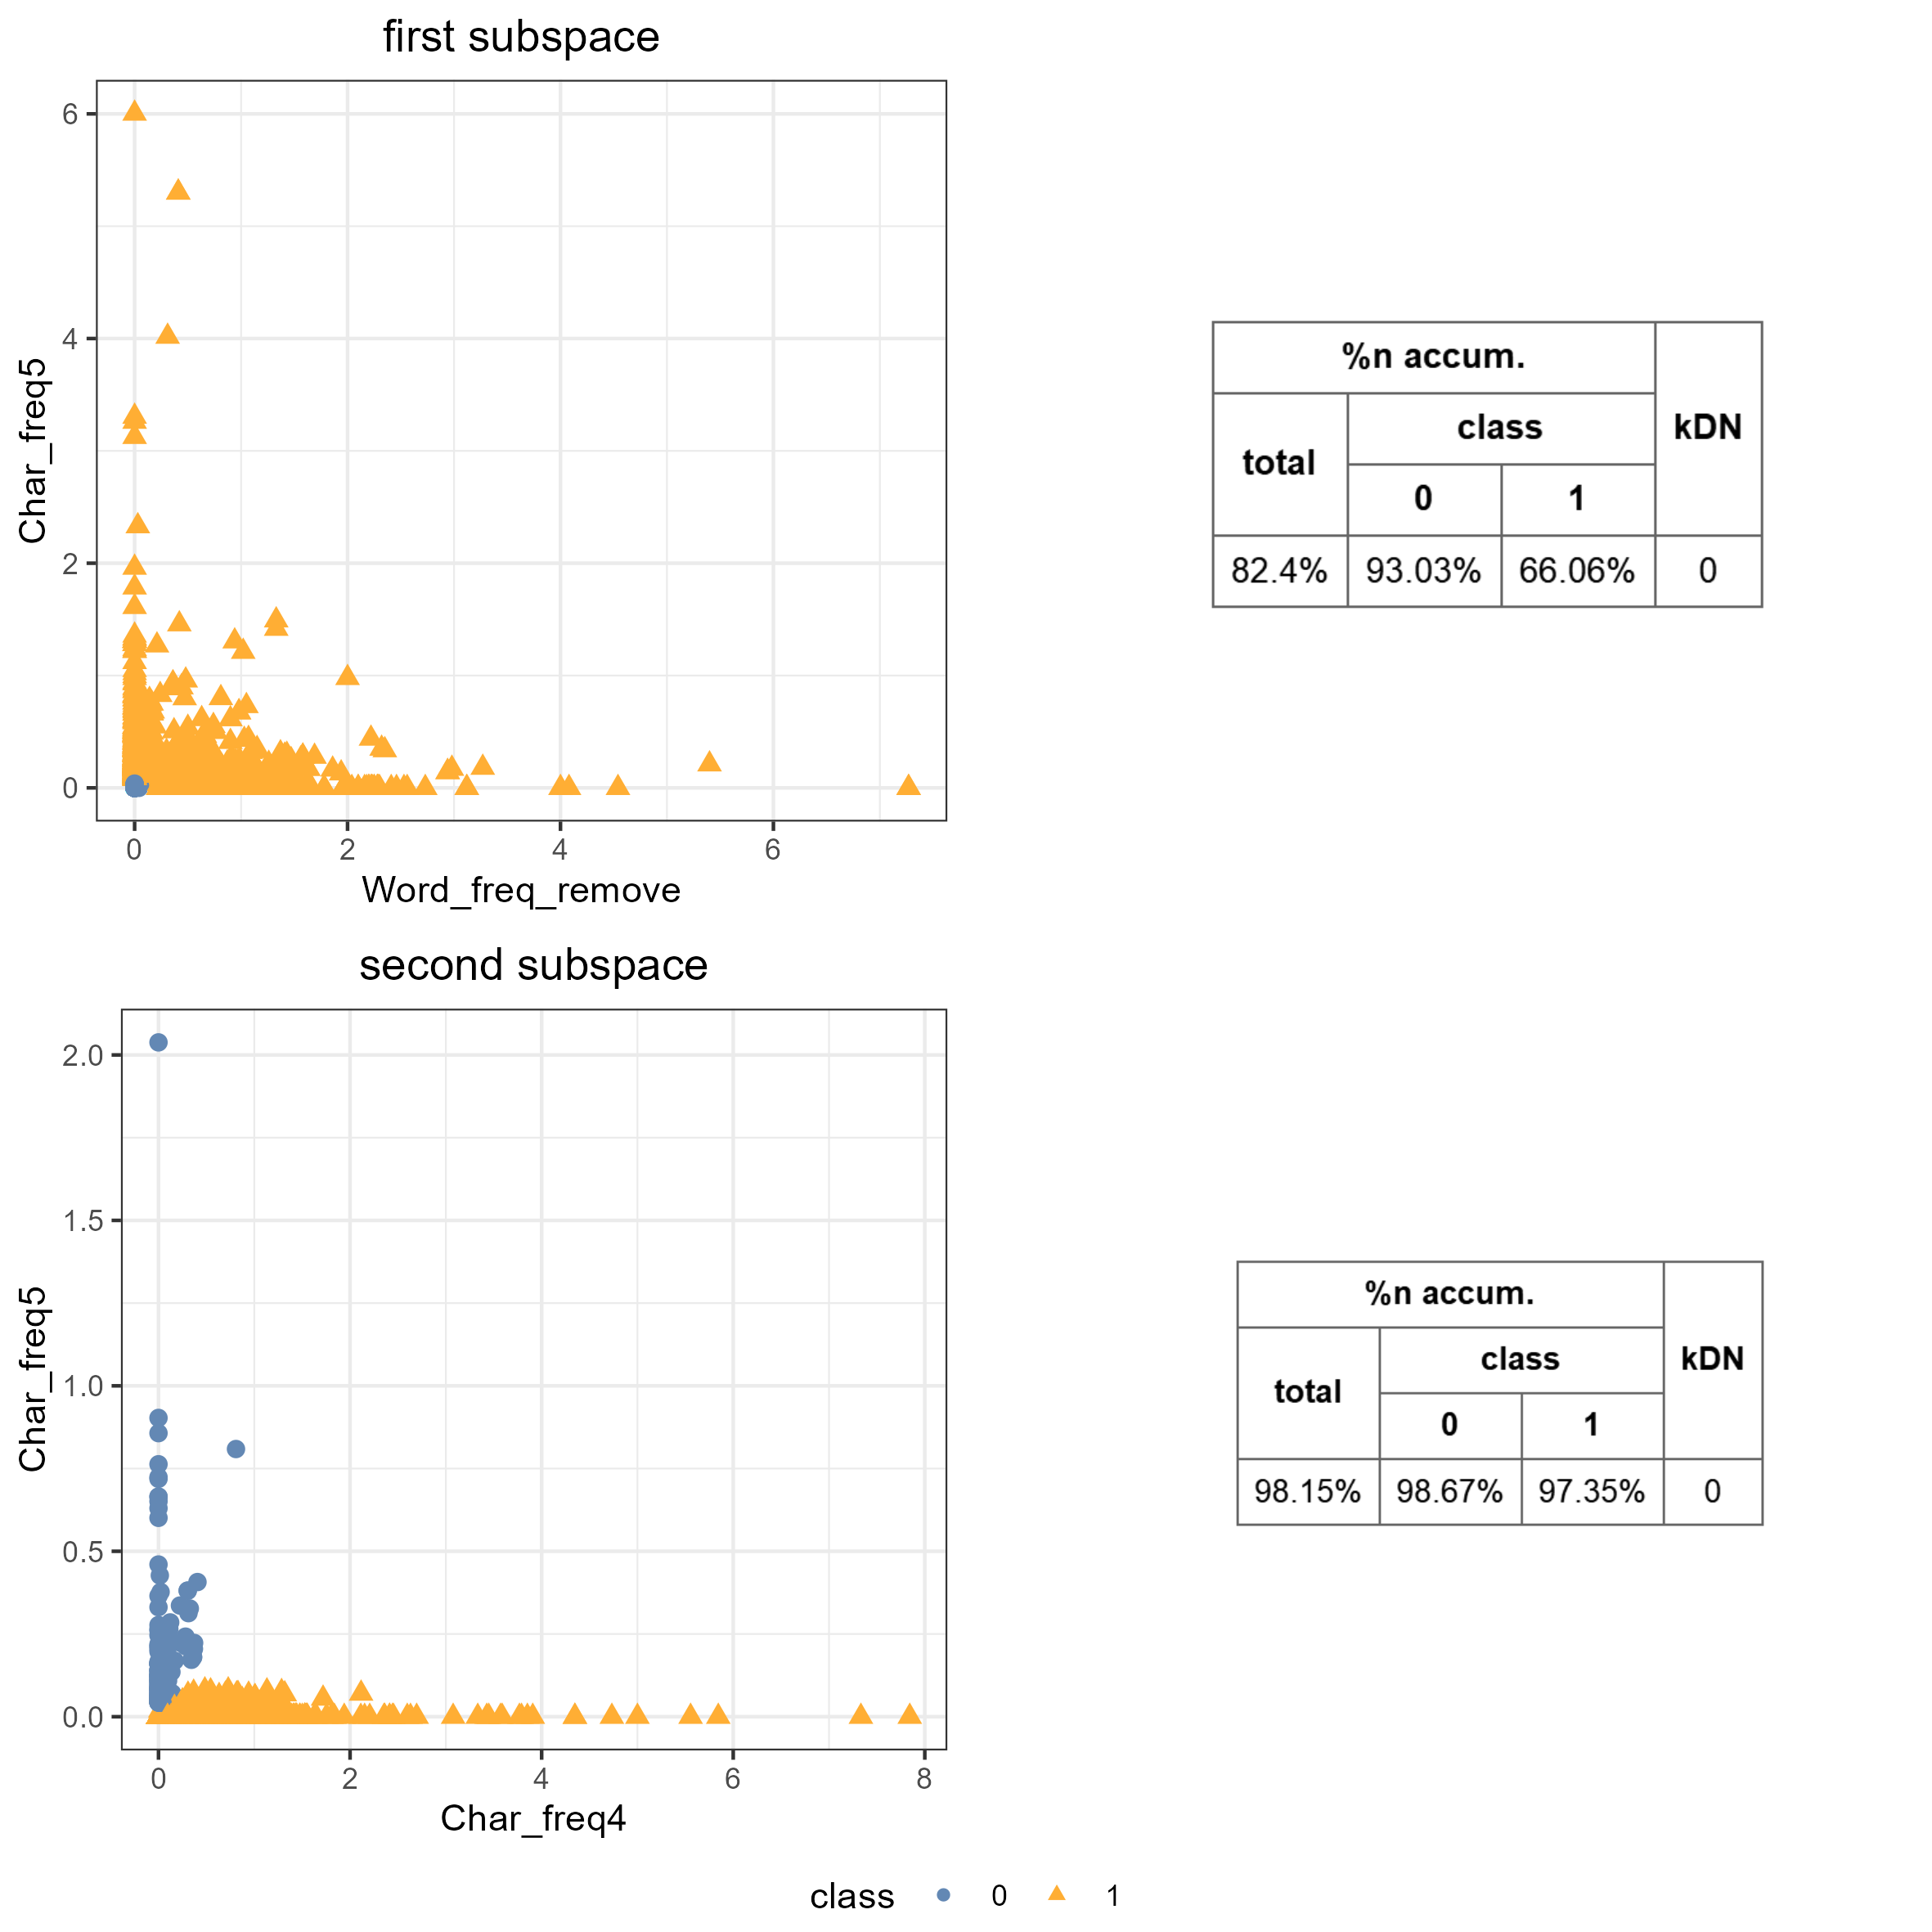 first subspace
6
4
2
0
Char_freq5
0 2 4 6
Word_freq_remove
%n accum.
kDN
class
total
0 1
82.4% 93.03% 66.06% 0
second subspace
2.0
1.5
1.0
0.5
0.0
Char_freq5
0 2 4 6 8
Char_freq4
%n accum.
kDN
class
total
0 1
98.15% 98.67% 97.35% 0
class 0 1